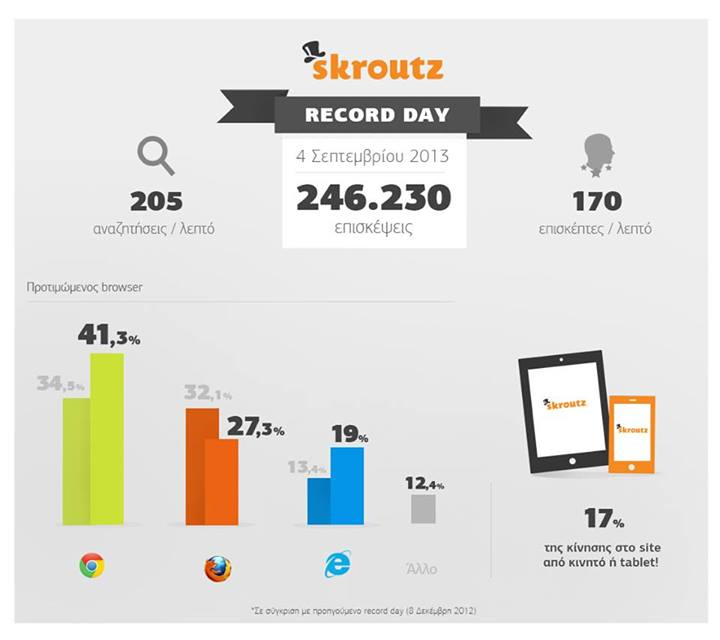 skroutz
RECORD DAY
4 Σεπτεμβρίου 2013
246.230
επισκέψεις
205
αναζητήσεις / λεπτό
170
επισκέπτες / λεπτό
Προτιμώμενος browser
34,5%
41,3%
32,1%
27,3%
13,4%
19%
12,4%
Άλλο
skroutz
skroutz
17%
της κίνησης στο site
από κινητό ή tablet!
*Σε σύγκριση με προηγούμενο record day (8 Δεκέμβρη 2012)